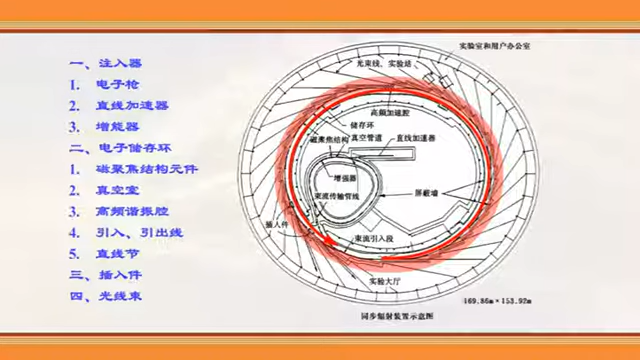 一、注入器
1. 电子枪
2. 直线加速器
3. 增能器
二、电子储存环
1. 磁聚焦结构元件
2. 真空室
3. 高频谐振腔
4. 引入、引出线
5. 直线节
三、插入件
四、光线束
实验室和用户办公室
光束线，实验站
高频加速腔
储存环
磁聚焦结构
真空管道
直线加速器
增强器
束流传输管线
屏蔽墙
插入件
束流引入段
实验大厅
169.86m×153.92m
同步辐射装置示意图